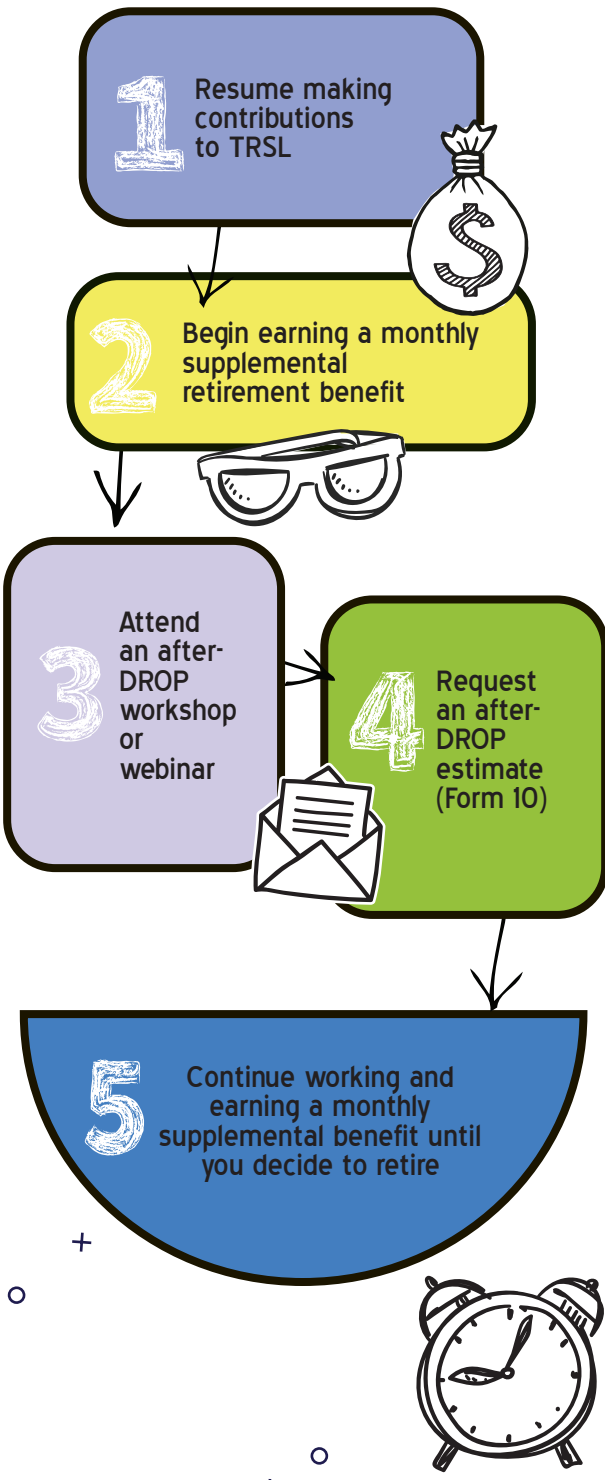 1
Resume making
contributions
to TRSL
$
2
Begin earning a monthly
supplemental
retirement benefit
3
Attend
an after-
DROP
workshop
or
webinar
4
Request
an after-
DROP
estimate
(Form 10)
5
Continue working and
earning a monthly
supplemental benefit until
you decide to retire